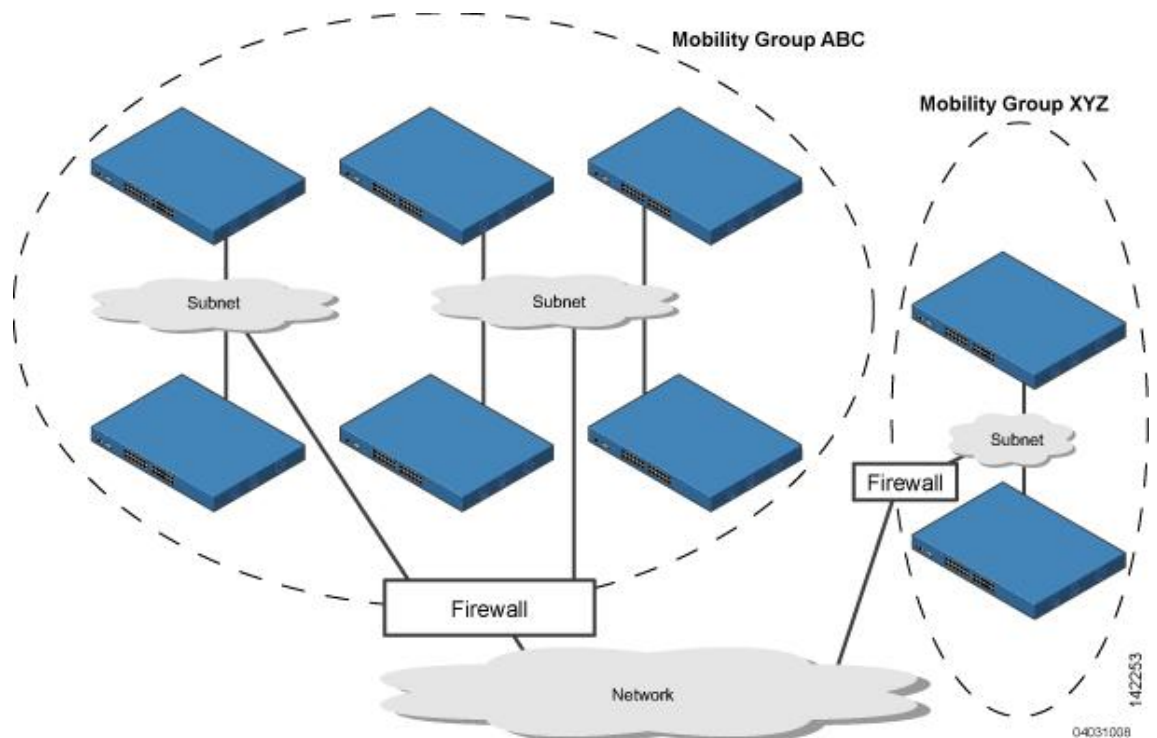 Mobility Group ABC
Mobility Group XYZ
Subnet
Subnet
Subnet
Firewall
Firewall
Network
142253
04031008